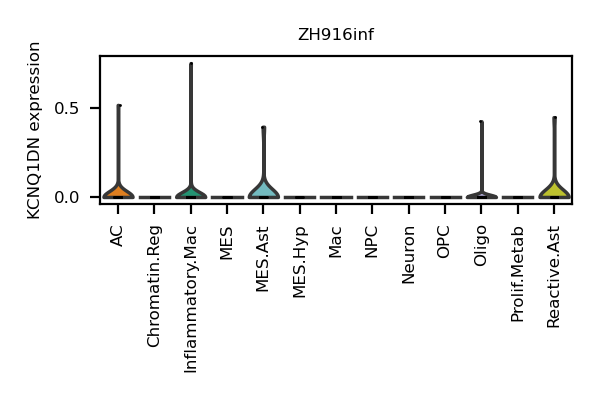 ZH916inf
KCNQ1DN expression
0.5
0.0
AC
Chromatin.Reg
Inflammatory.Mac
MES
MES.Ast
MES.Hyp
Mac
NPC
Neuron
OPC
Oligo
Prolif.Metab
Reactive.Ast